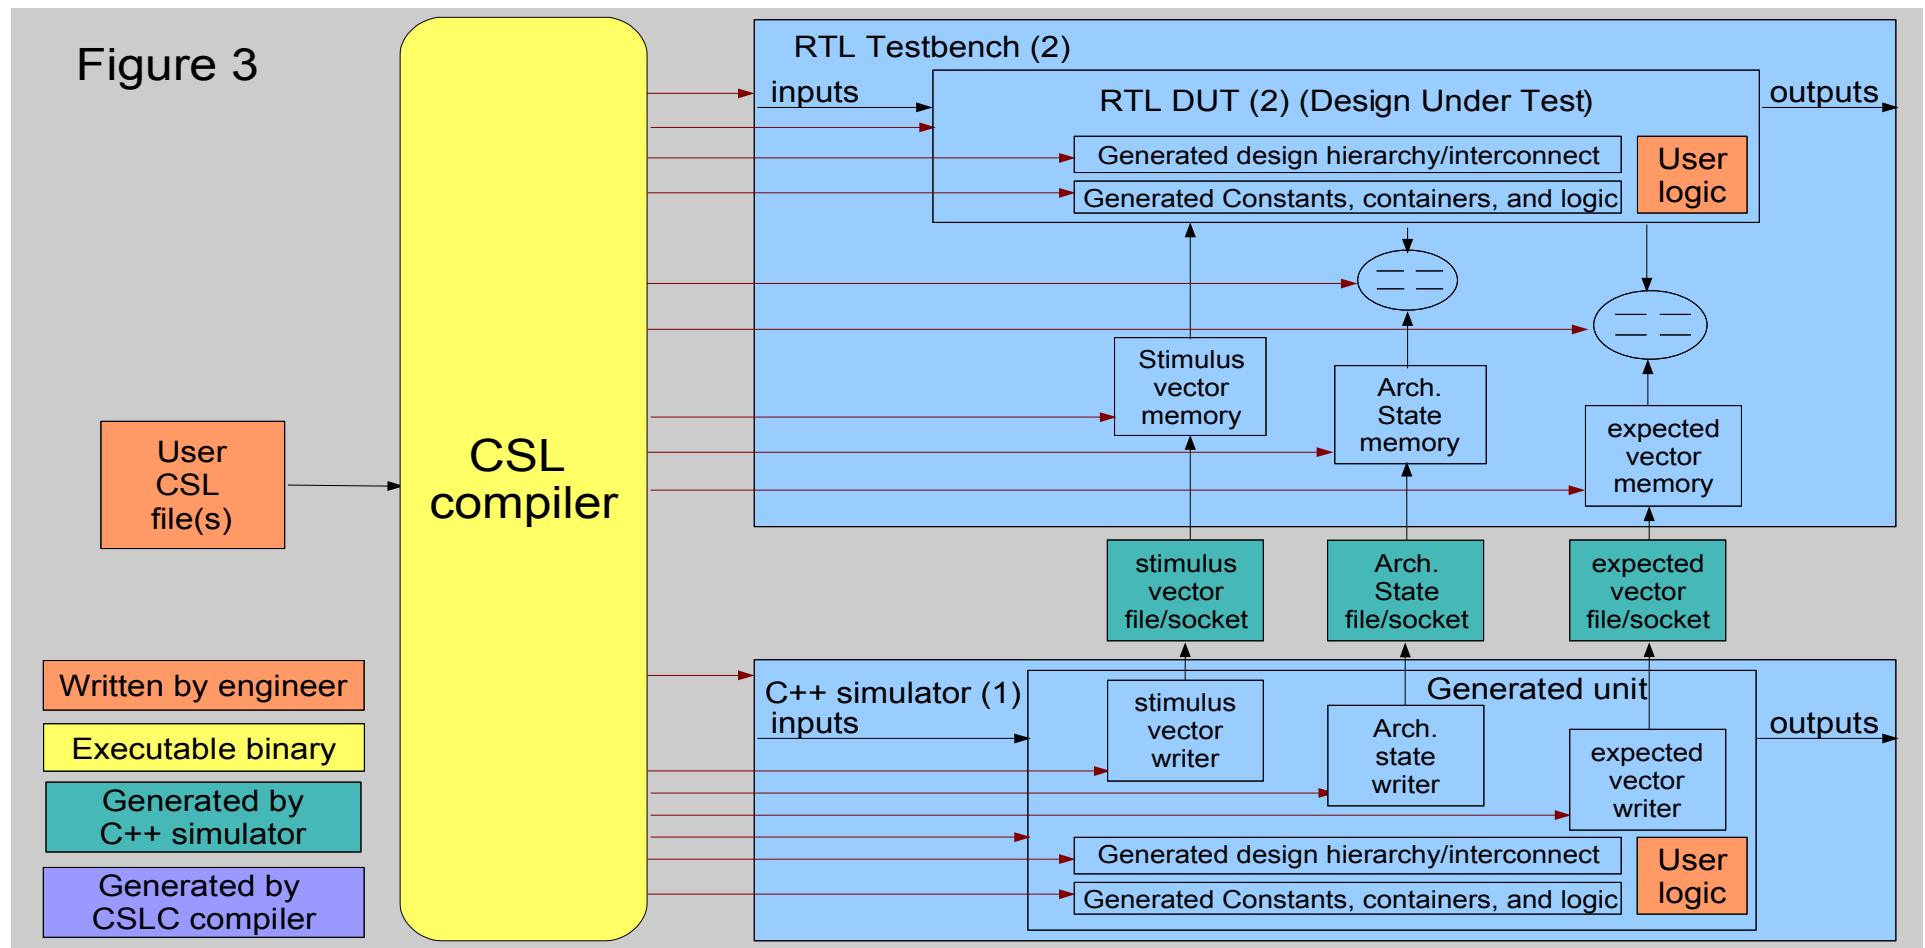 Figure 3
CSL
compiler
User
CSL
file(s)
Written by engineer
Executable binary
Generated by
C++ simulator
Generated by
CSLC compiler
RTL Testbench (2)
inputs
RTL DUT (2) (Design Under Test)
outputs
Generated design hierarchy/interconnect
Generated Constants, containers, and logic
User
logic
Stimulus
vector
memory
Arch.
State
memory
expected
vector
memory
stimulus
vector
file/socket
Arch.
State
file/socket
expected
vector
file/socket
C++ simulator (1)
inputs
Generated unit
outputs
stimulus
vector
writer
Arch.
state
writer
expected
vector
writer
Generated design hierarchy/interconnect
Generated Constants, containers, and logic
User
logic